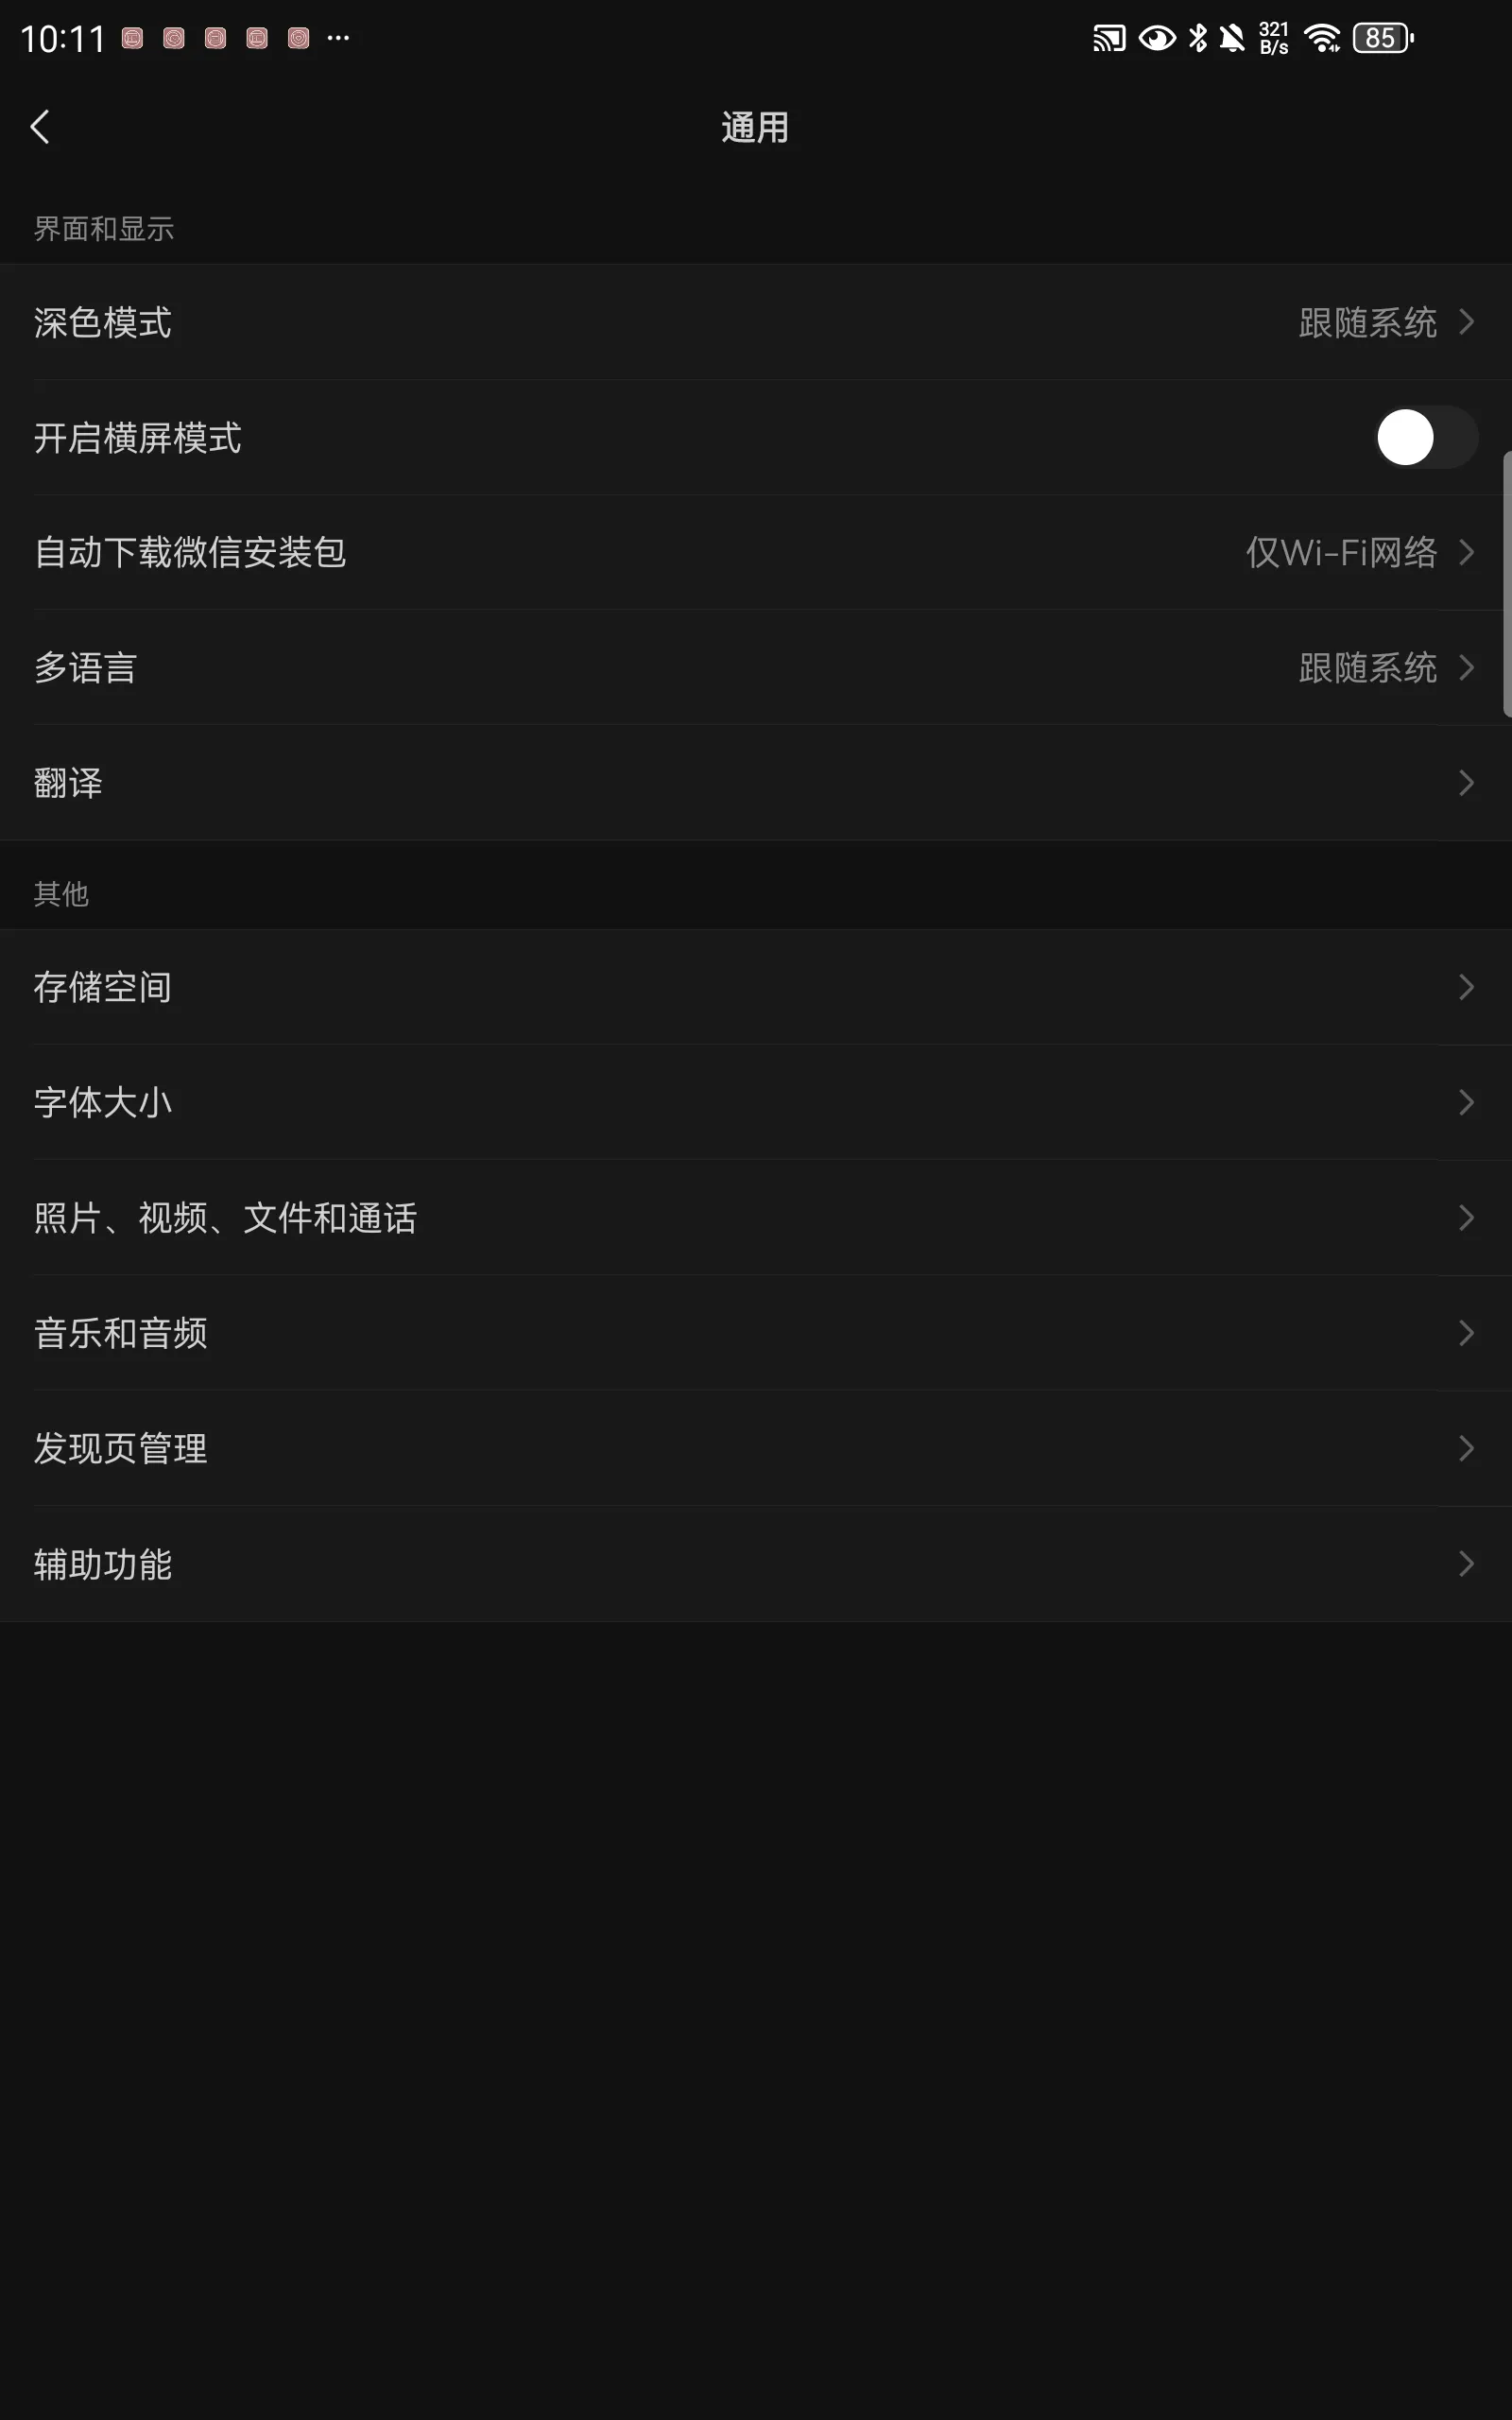 10:11
321
B/s
85
通用
界面和显示
深色模式
跟随系统
开启横屏模式
自动下载微信安装包
仅Wi-Fi网络
多语言
跟随系统
翻译
其他
存储空间
字体大小
照片、视频、文件和通话
音乐和音频
发现页管理
辅助功能